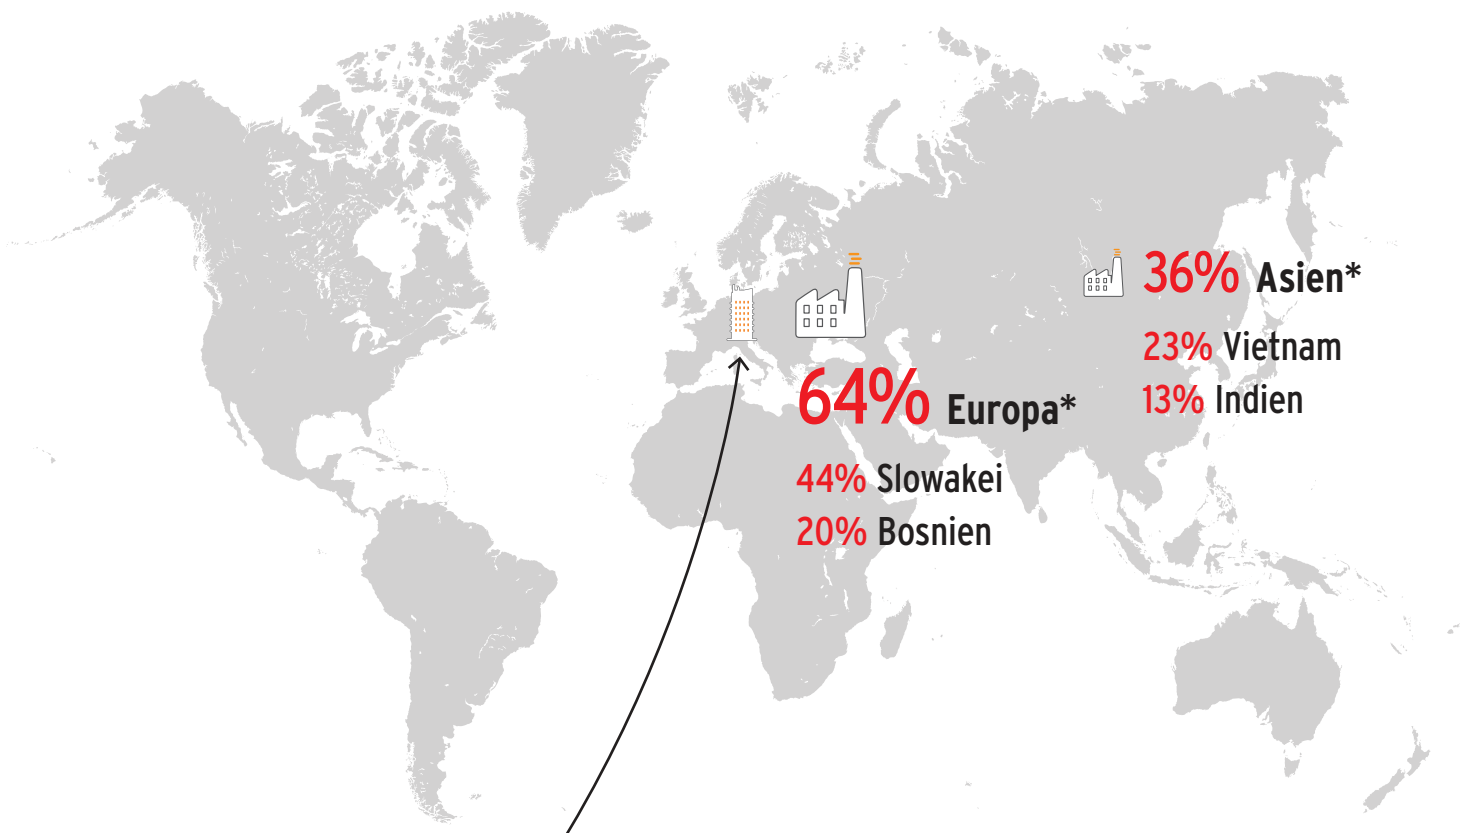 36% Asien*
23% Vietnam
13% Indien
64% Europa*
44% Slowakei
20% Bosnien